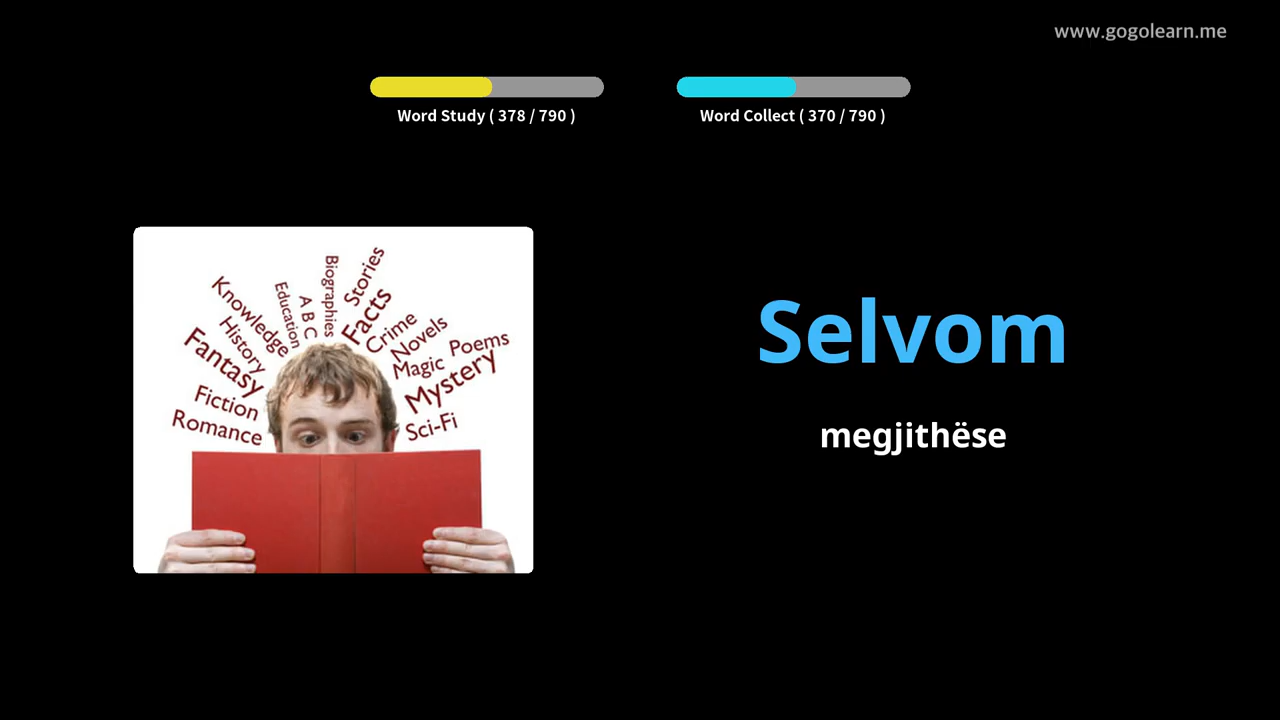 www.gogolearn.me
Word Study ( 378 / 790 )
Word Collect ( 370 / 790 )
Biographies
Stories
Education
A B C
Facts
Knowledge
Crime
History
Novels
Fantasy
Magic
Poems
Mystery
Fiction
Romance
Sci-Fi
Selvom
megjithëse